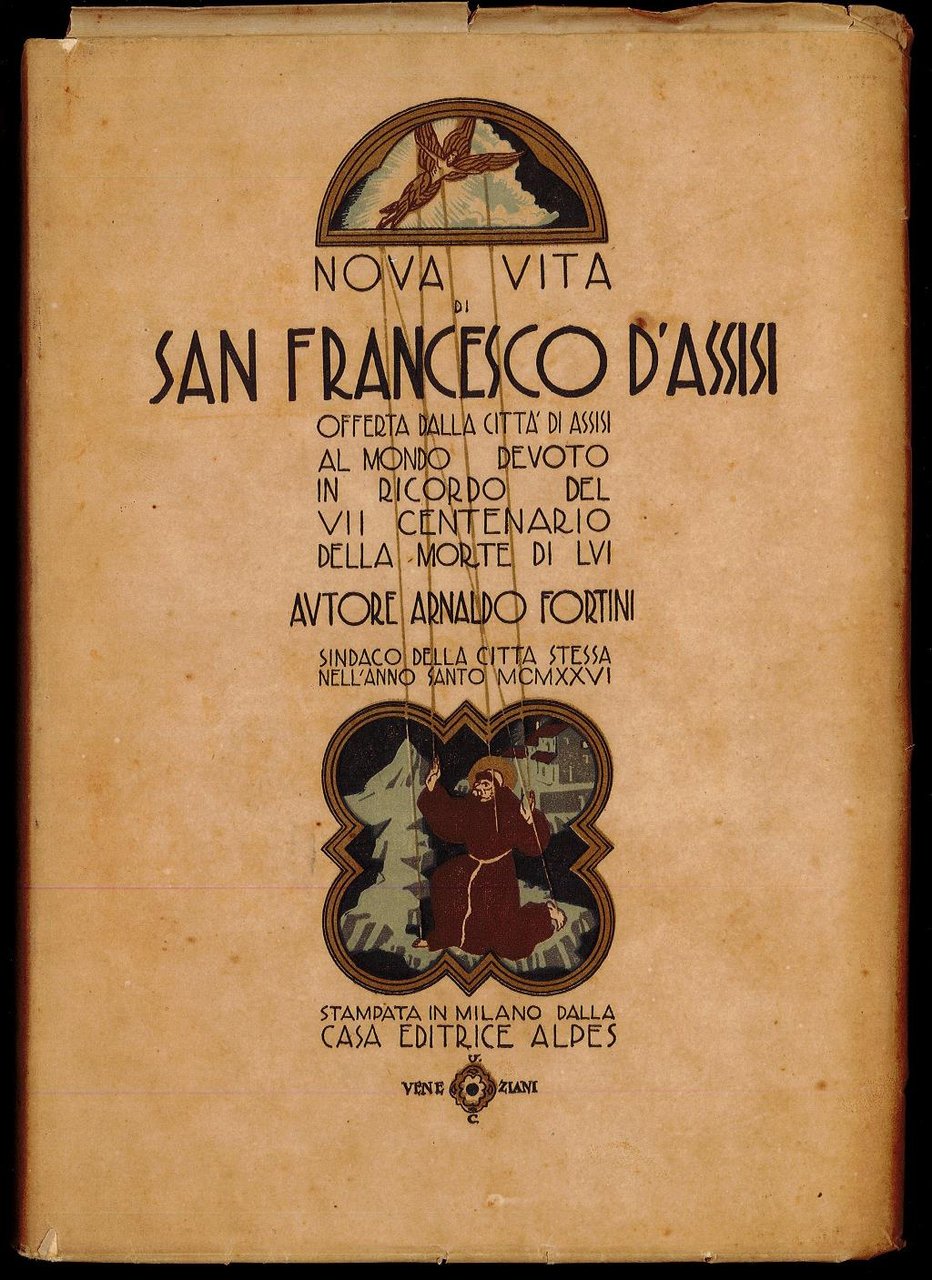 NOVA VITA
DI
SAN FRANCESCO D'ASSISI
OFFERTA DALLA CITTA' DI ASSISI
AL MONDO DEVOTO
IN RICORDO DEL
VII CENTENARIO
DELLA MORTE DI LVI
AVTORE ARNALDO FORTINI
SINDACO DELLA CITTA STESSA
NELL'ANNO SANTO MCMXXVI
STAMPATA IN MILANO DALLA
CASA EDITRICE ALPES
G.
VENEZIANI
C.